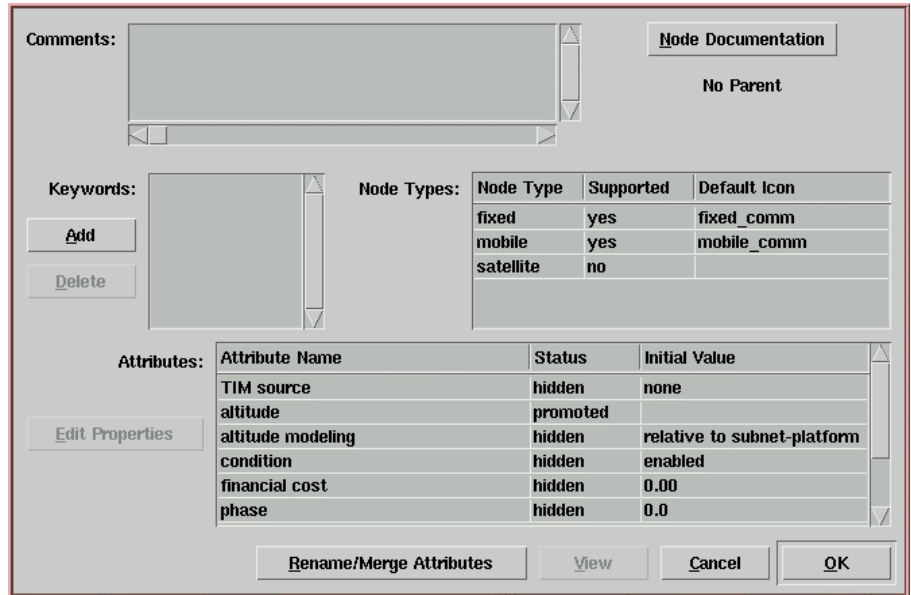 Comments:
Node Documentation
No Parent
Keywords:
Add
Delete
Node Types:
Node Type Supported Default Icon
fixed yes fixed_comm
mobile yes mobile_comm
satellite no
Attributes:
Edit Properties
Attribute Name Status Initial Value
TIM source hidden none
altitude promoted
altitude modeling hidden relative to subnet-platform
condition hidden enabled
financial cost hidden 0.00
phase hidden 0.0
Rename/Merge Attributes View Cancel OK